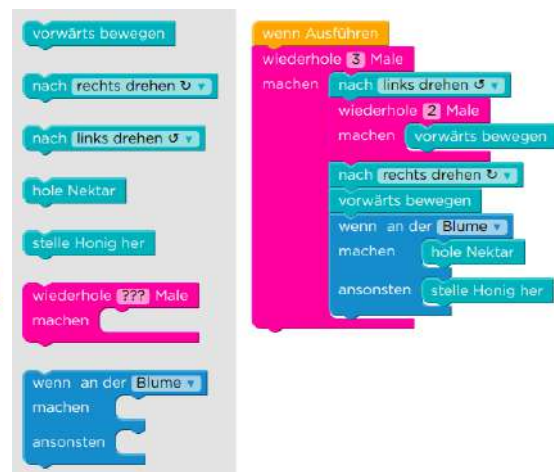 vorwärts bewegen
nach rechts drehen ↻
nach links drehen ↺
hole Nektar
stelle Honig her
wiederhole ??? Male
machen
wenn an der Blume
machen
ansonsten
wenn Ausführen
wiederhole 3 Male
machen nach links drehen ↺
wiederhole 2 Male
machen vorwärts bewegen
nach rechts drehen ↻
vorwärts bewegen
wenn an der Blume
machen hole Nektar
ansonsten stelle Honig her